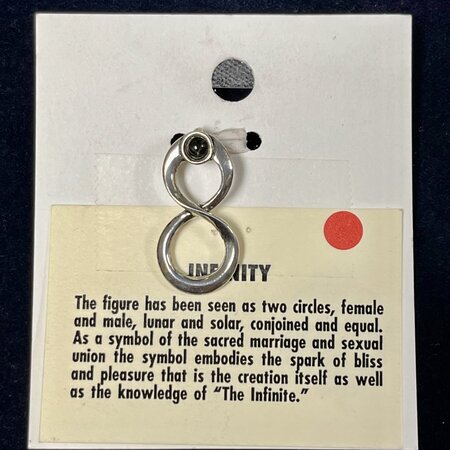 INFINITY
The figure has been seen as two circles, female
and male, lunar and solar, conjoined and equal.
As a symbol of the sacred marriage and sexual
union the symbol embodies the spark of bliss
and pleasure that is the creation itself as well
as the knowledge of “The Infinite.”